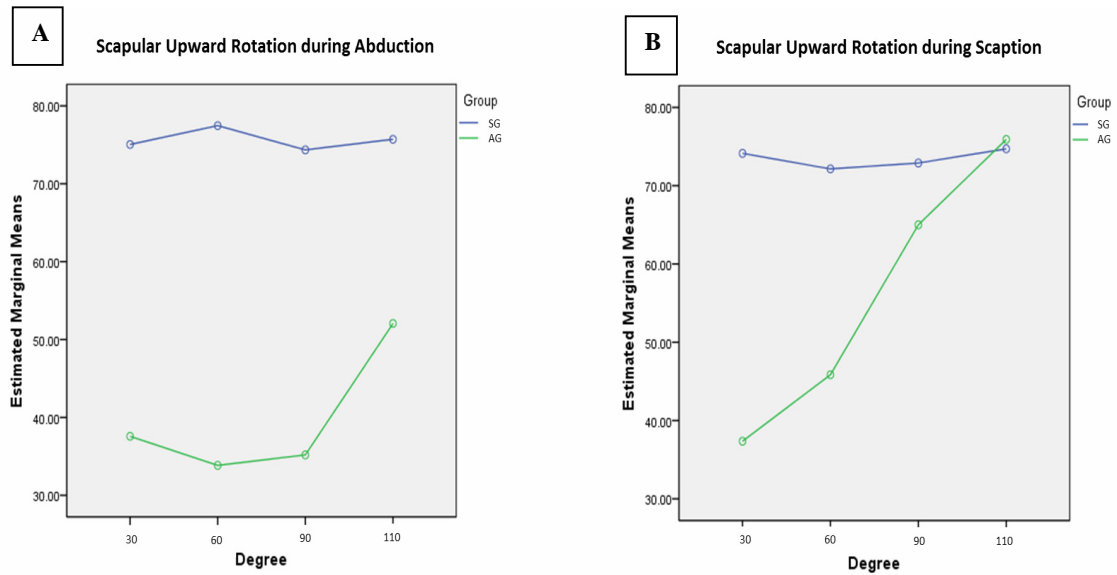 A
Scapular Upward Rotation during Abduction
Estimated Marginal Means
80.00
70.00
60.00
50.00
40.00
30.00
30 60 90 110
Degree
Group
SG
AG
B
Scapular Upward Rotation during Scaption
Estimated Marginal Means
80.00
70.00
60.00
50.00
40.00
30.00
30 60 90 110
Degree
Group
SG
AG